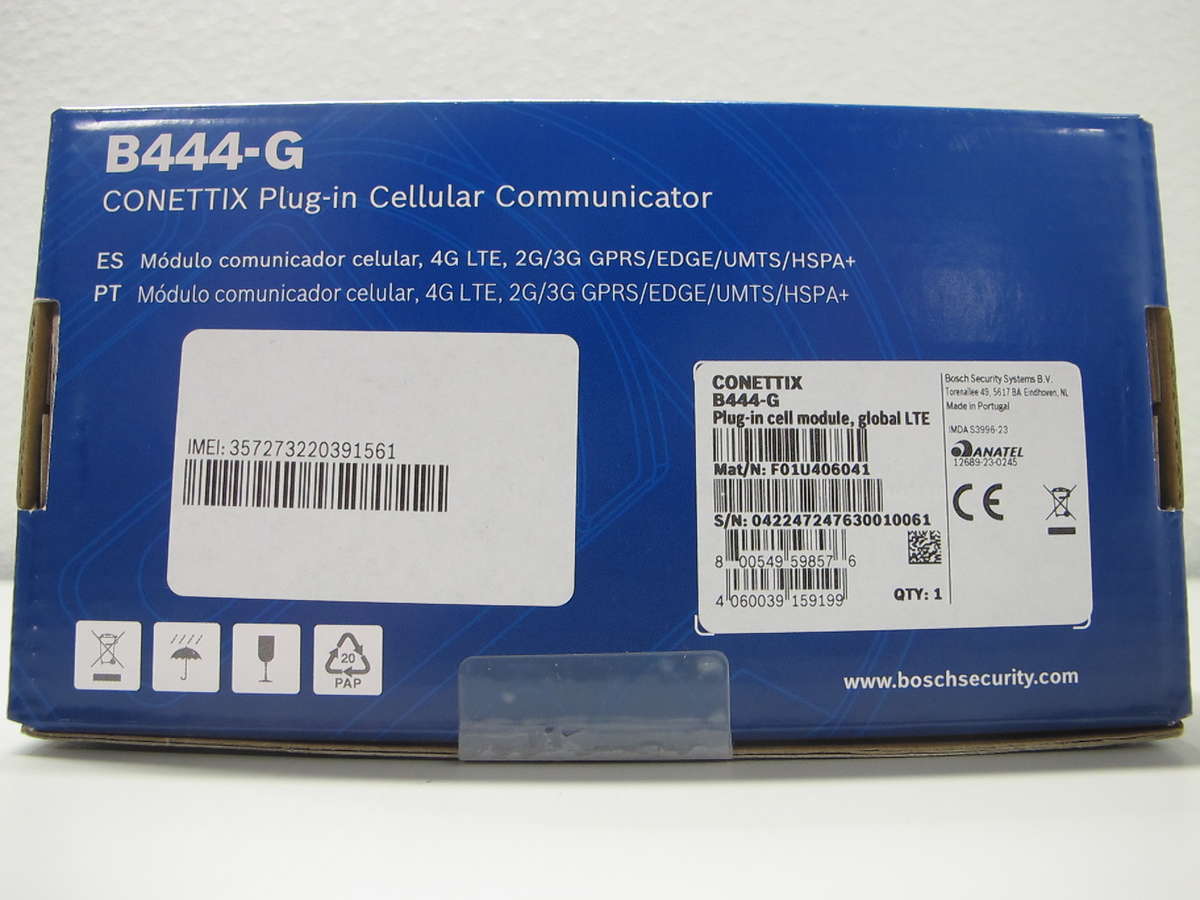 B444-G
CONETTIX Plug-in Cellular Communicator
ES Módulo comunicador celular, 4G LTE, 2G/3G GPRS/EDGE/UMTS/HSPA+
PT Módulo comunicador celular, 4G LTE, 2G/3G GPRS/EDGE/UMTS/HSPA+
IMEI: 357273220391561
CONETTIX
B444-G
Plug-in cell module, global LTE
Mat/N: F01U406041
S/N: 042247247630010061
8 00549 59857 6
4 060039 159199
QTY: 1
Bosch Security Systems B.V.
Torenallee 49, 5617 BA Eindhoven, NL
Made in Portugal
IMDA S3996-23
ANATEL
12689-23-0245
CE
20
PAP
www.boschsecurity.com